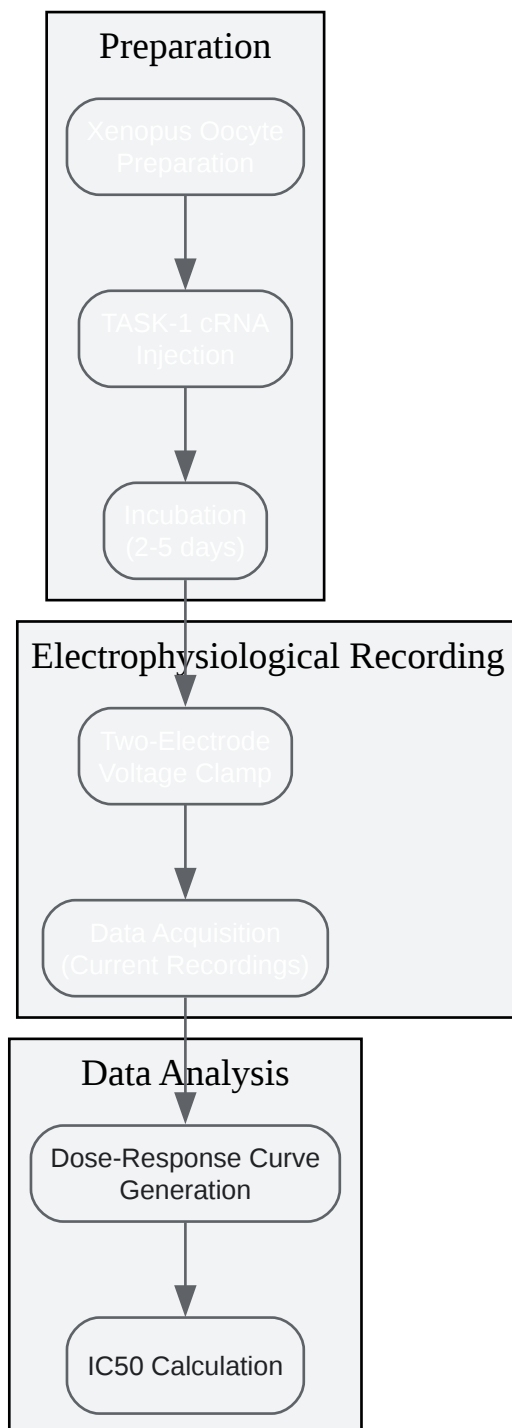 Preparation
Xenopus Oocyte
Preparation
TASK-1 cRNA
Injection
Incubation
(2-5 days)
Electrophysiological Recording
Two-Electrode
Voltage Clamp
Data Acquisition
(Current Recordings)
Data Analysis
Dose-Response Curve
Generation
IC50 Calculation